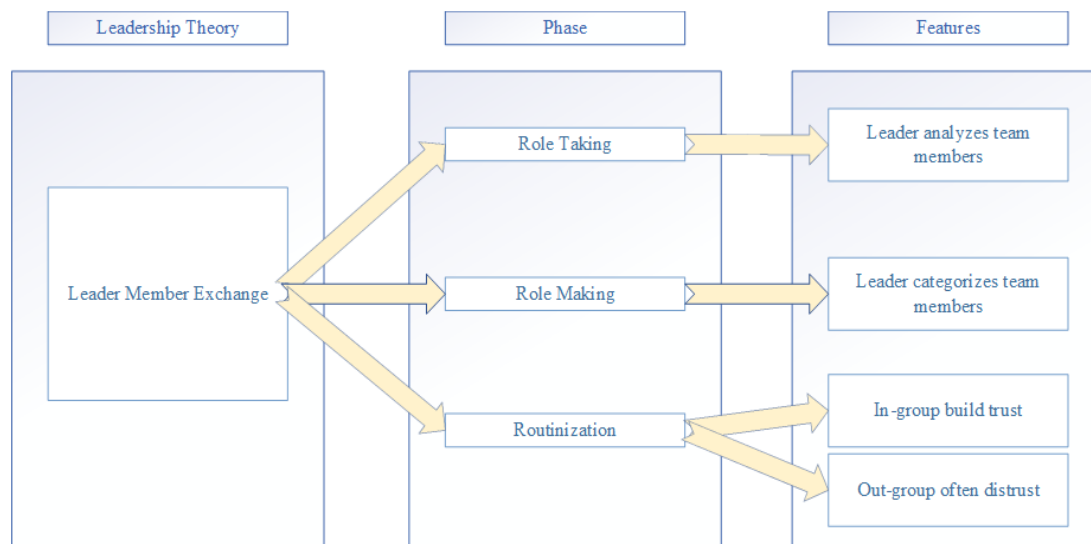 Leadership Theory
Phase
Features
Leader Member Exchange
Role Taking
Role Making
Routinization
Leader analyzes team
members
Leader categorizes team
members
In-group build trust
Out-group often distrust